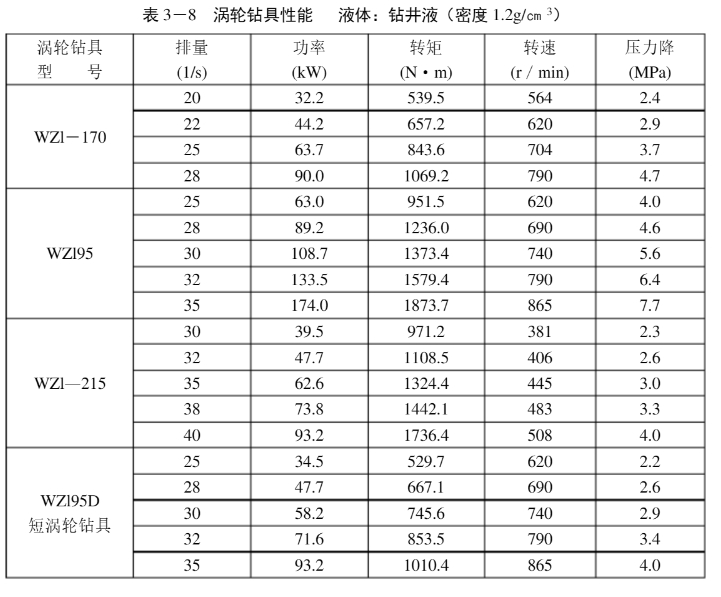 表 3－8 涡轮钻具性能 液体：钻井液（密度 1.2g/㎝ ³）
涡轮钻具 排量 功率 转矩 转速 压力降
型 号 (1/s) (kW) (N·m) (r / min) (MPa)
20 32.2 539.5 564 2.4
22 44.2 657.2 620 2.9
WZl－170
25 63.7 843.6 704 3.7
28 90.0 1069.2 790 4.7
25 63.0 951.5 620 4.0
28 89.2 1236.0 690 4.6
WZl95 30 108.7 1373.4 740 5.6
32 133.5 1579.4 790 6.4
35 174.0 1873.7 865 7.7
30 39.5 971.2 381 2.3
32 47.7 1108.5 406 2.6
WZl—215 35 62.6 1324.4 445 3.0
38 73.8 1442.1 483 3.3
40 93.2 1736.4 508 4.0
25 34.5 529.7 620 2.2
28 47.7 667.1 690 2.6
WZl95D
30 58.2 745.6 740 2.9
短涡轮钻具
32 71.6 853.5 790 3.4
35 93.2 1010.4 865 4.0